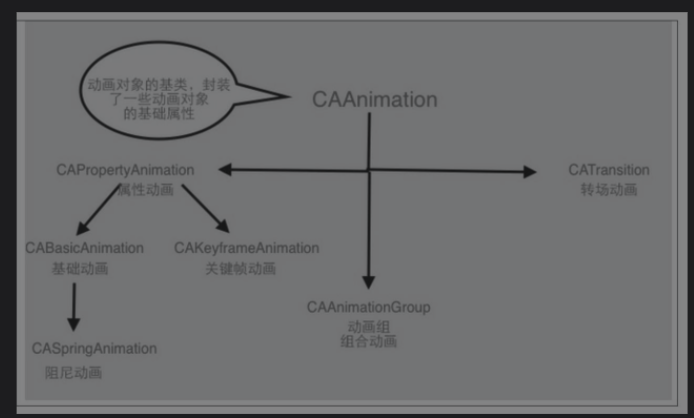 动画对象的基类，封装
了一些动画对象
的基础属性
CAAnimation
CAPropertyAnimation
属性动画
CATransition
转场动画
CABasicAnimation
基础动画
CAKeyframeAnimation
关键帧动画
CAAnimationGroup
动画组
组合动画
CASpringAnimation
阻尼动画